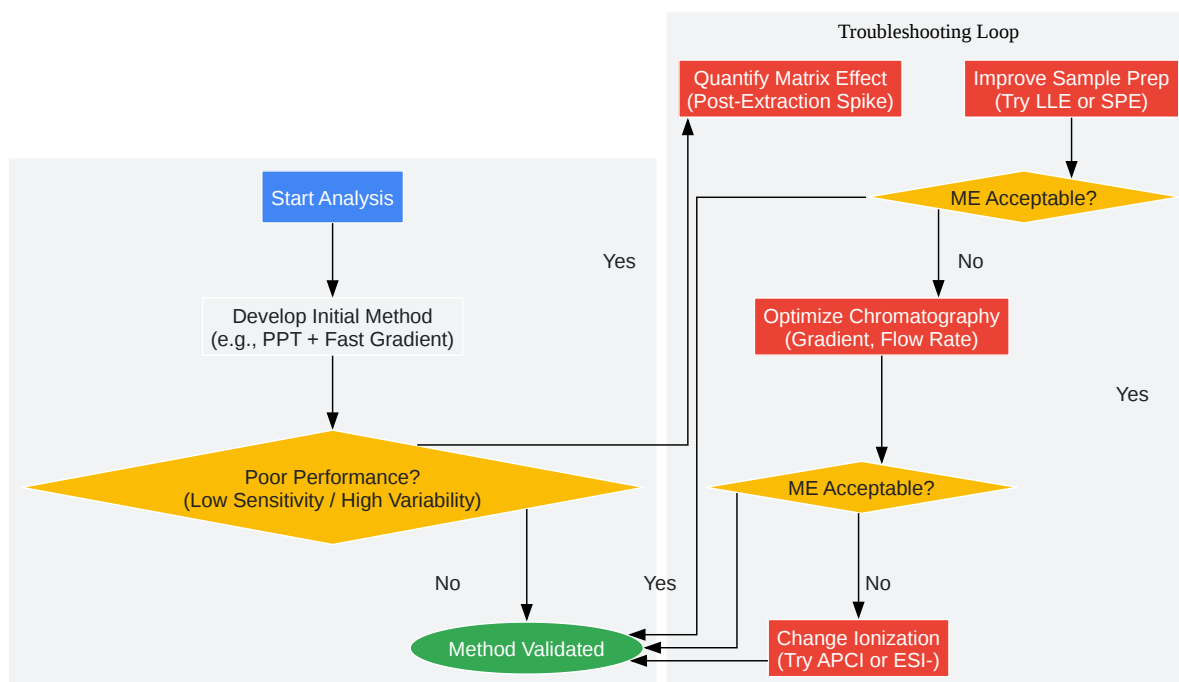 Troubleshooting Loop
Quantify Matrix Effect
(Post-Extraction Spike)
Improve Sample Prep
(Try LLE or SPE)
Start Analysis
ME Acceptable?
Yes
No
Develop Initial Method
(e.g., PPT + Fast Gradient)
Optimize Chromatography
(Gradient, Flow Rate)
Yes
Poor Performance?
(Low Sensitivity / High Variability)
ME Acceptable?
No
Yes
No
Method Validated
Change Ionization
(Try APCI or ESI-)